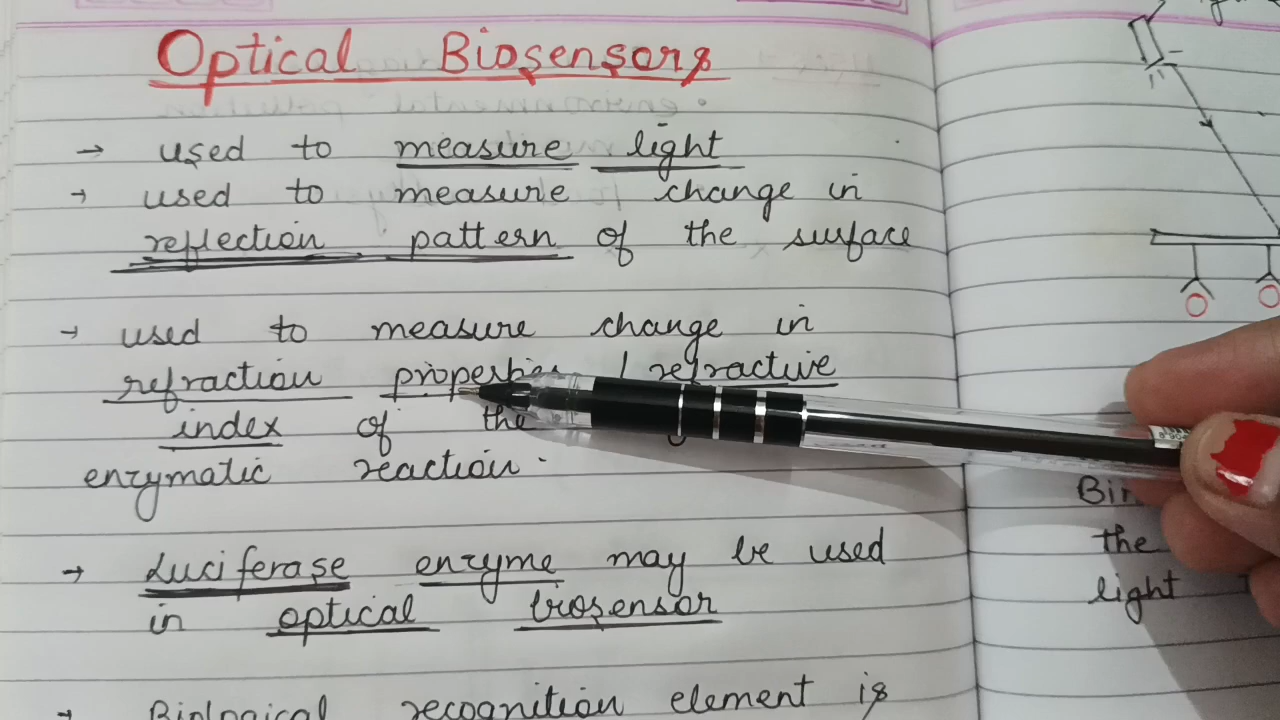 Optical Biosensors
→ used to measure light
→ used to measure change in
reflection pattern of the surface
→ used to measure change in
refraction properties / refractive
index of the
enzymatic reaction.
→ Luciferase enzyme may be used
in optical biosensor
→ Biological recognition element is
the
light